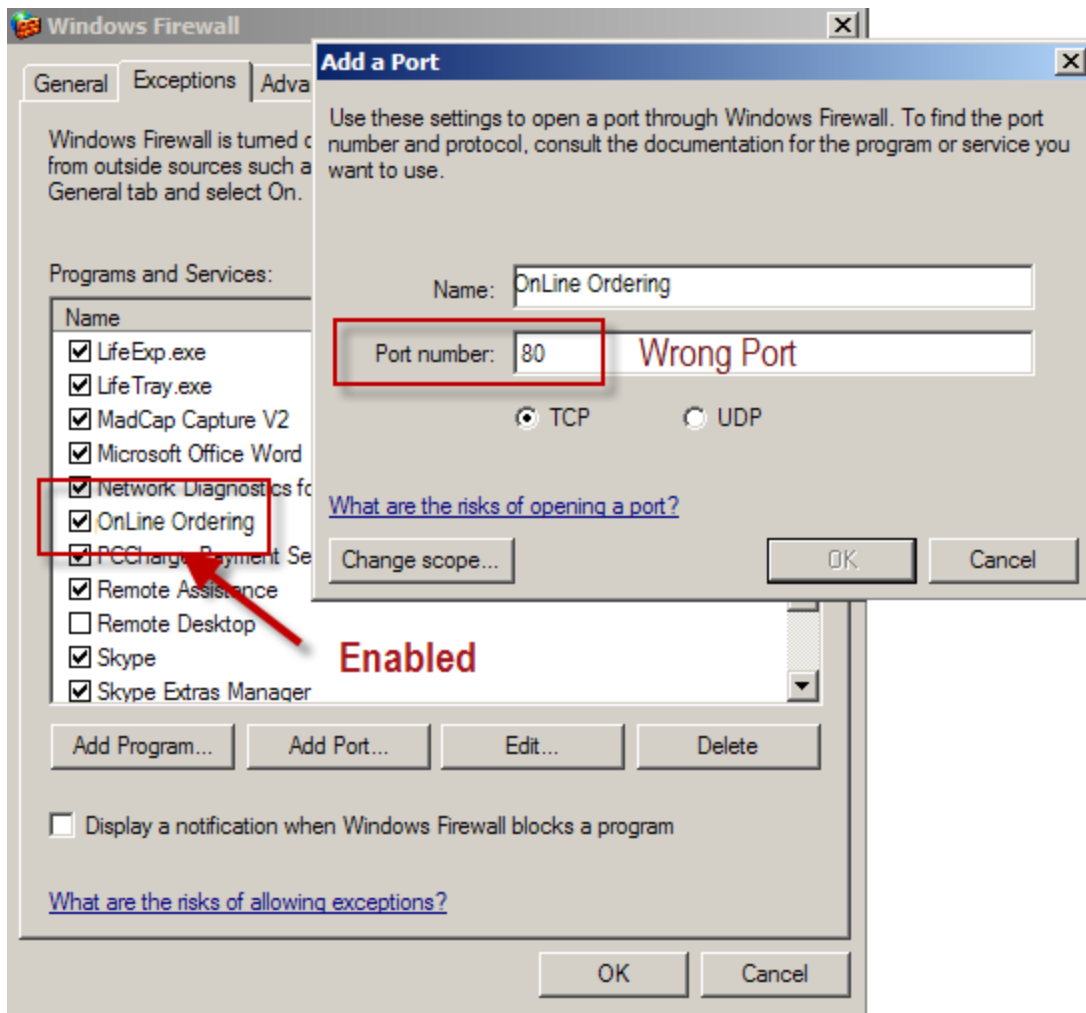 Windows Firewall
General Exceptions Adva
Windows Firewall is turned o
from outside sources such a
General tab and select On.
Programs and Services:
Name
LifeExp.exe
LifeTray.exe
MadCap Capture V2
Microsoft Office Word
Network Diagnostics fo
OnLine Ordering
PCCharge Payment Se
Remote Assistance
Remote Desktop
Skype
Skype Extras Manager
Enabled
Add Program... Add Port... Edit... Delete
Display a notification when Windows Firewall blocks a program
What are the risks of allowing exceptions?
OK Cancel
Add a Port
Use these settings to open a port through Windows Firewall. To find the port
number and protocol, consult the documentation for the program or service you
want to use.
Name: OnLine Ordering
Port number: 80 Wrong Port
TCP UDP
What are the risks of opening a port?
Change scope... OK Cancel